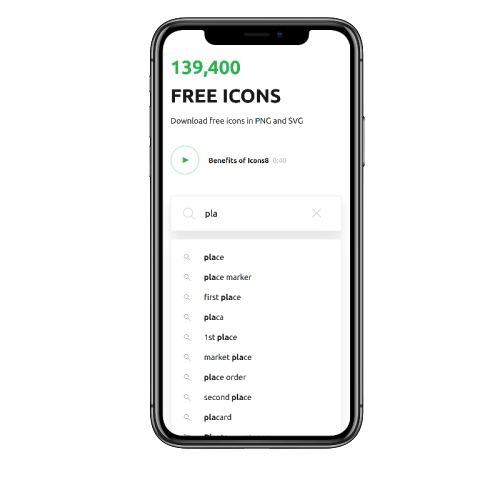 139,400
FREE ICONS
Download free icons in PNG and SVG
Benefits of Icons8 0:40
pla
place
place marker
first place
placa
1st place
market place
place order
second place
placard